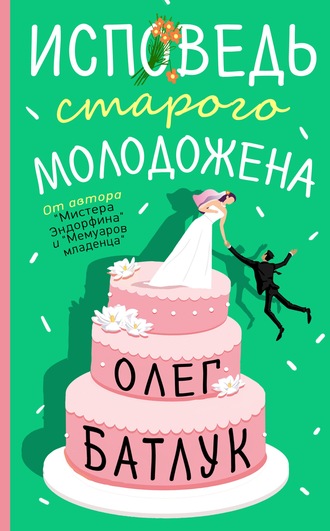 ИСПОВЕДЬ
старого
МОЛОДОЖЕНА
От автора
"Мистера
Эндорфина"
и "Мемуаров
младенца"
ОЛЕГ
БАТЛУК